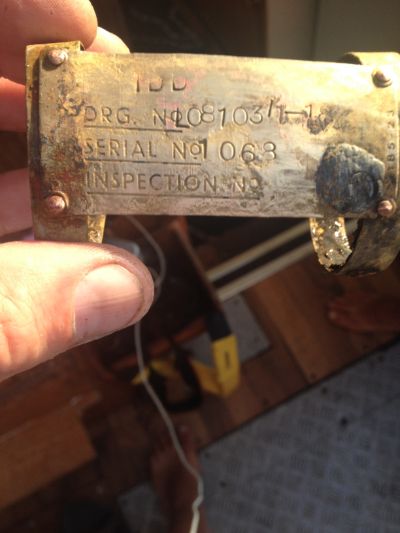 IDD
DRG. No 08103/1-1
SERIAL No 1068
INSPECTION No